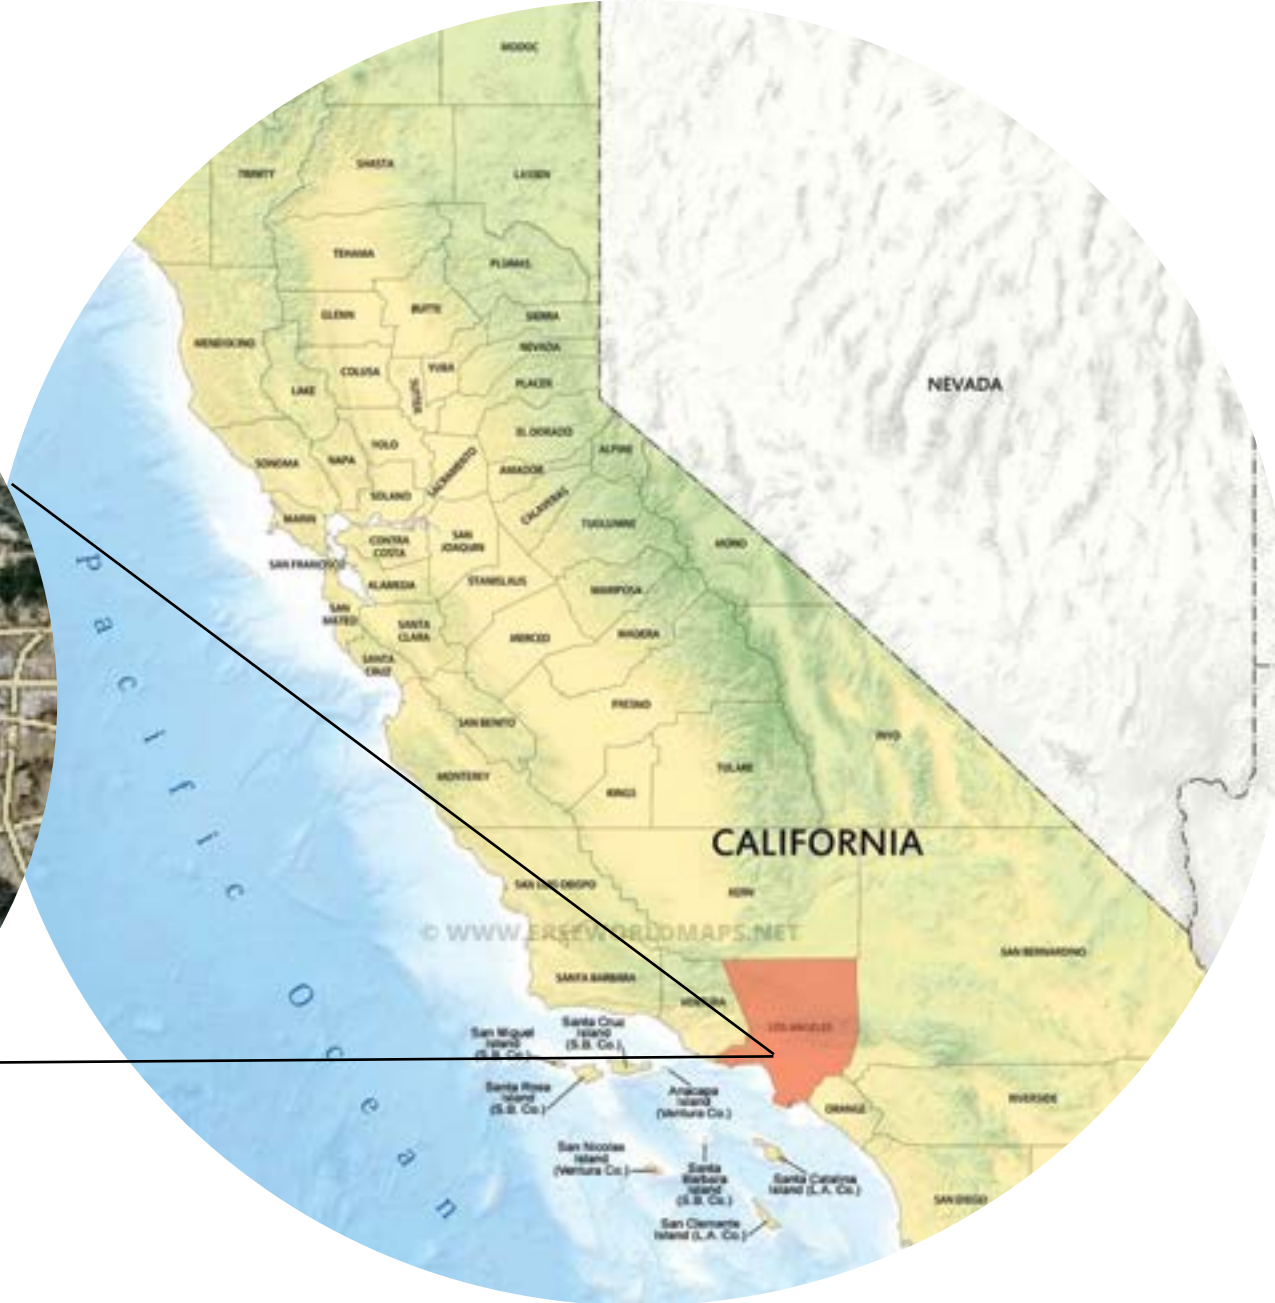 MODOC
TRINITY
SHASTA
LASSEN
TEHAMA
PLUMAS
GLENN
BUTTE
SIERRA
MENDOCINO
NEVADA
COLUSA
YUBA
LAKE
SUTTER
PLACER
NEVADA
YOLO
EL DORADO
SONOMA
NAPA
SACRAMENTO
AMADOR
ALPINE
SOLANO
CALAVERAS
MARIN
TUOLUMNE
CONTRA
COSTA
SAN
JOAQUIN
MONO
SAN FRANCISCO
ALAMEDA
STANISLAUS
MARIPOSA
SAN
MATEO
SANTA
CLARA
MERCED
MADERA
SANTA
CRUZ
FRESNO
SAN BENITO
INYO
MONTEREY
TULARE
KINGS
CALIFORNIA
SAN LUIS OBISPO
KERN
© WWW.FREEWORLDMAPS.NET
SAN BERNARDINO
SANTA BARBARA
VENTURA
LOS ANGELES
Pacific Ocean
San Miguel
Island
(S.B. Co.)
Santa Cruz
Island
(S.B. Co.)
Santa Rosa
Island
(S.B. Co.)
Anacapa
Island
(Ventura Co.)
ORANGE
RIVERSIDE
San Nicolas
Island
(Ventura Co.)
Santa
Barbara
Island
(S.B. Co.)
Santa Catalina
Island (L.A. Co.)
SAN DIEGO
San Clemente
Island (L.A. Co.)